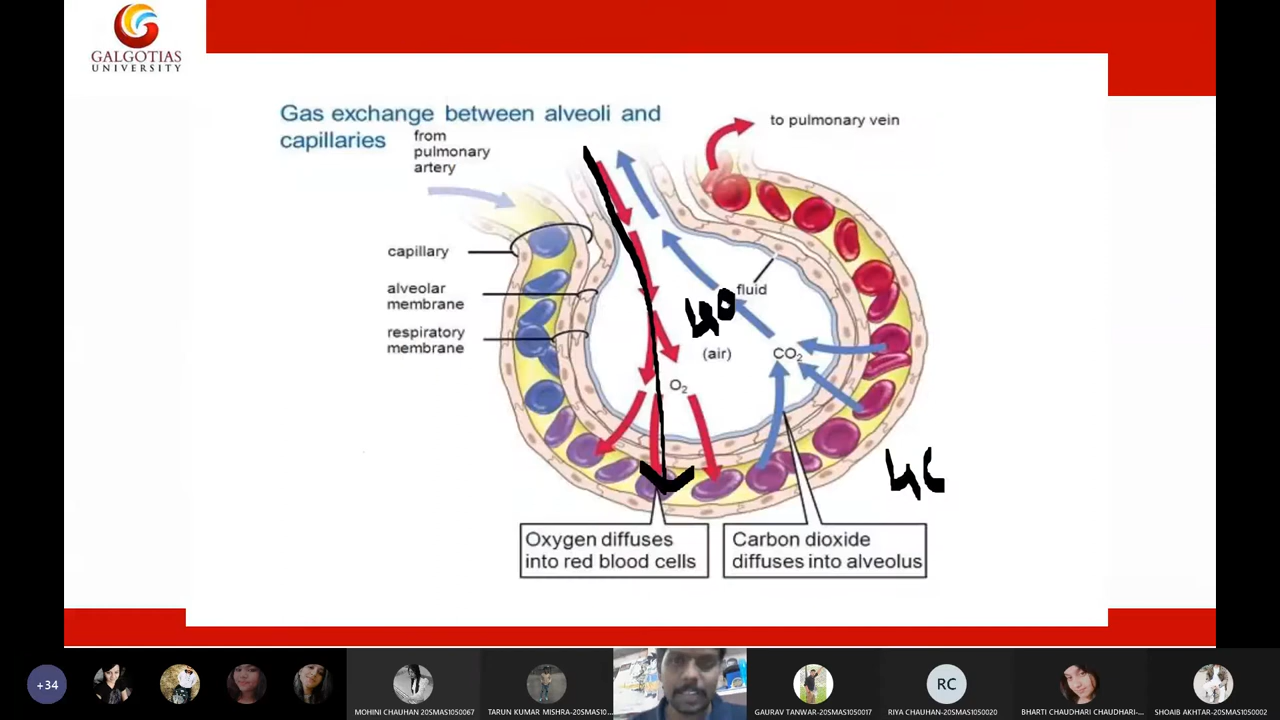 GALGOTIAS
UNIVERSITY
Gas exchange between alveoli and
capillaries
from
pulmonary
artery
to pulmonary vein
capillary
alveolar
membrane
respiratory
membrane
fluid
40
(air)
CO₂
O₂
Oxygen diffuses
into red blood cells
Carbon dioxide
diffuses into alveolus
+34
MOHINI CHAUHAN 20SMAS1050067
TARUN KUMAR MISHRA-20SMAS10...
GAURAV TANWAR-20SMAS1050017
RC
RIYA CHAUHAN-20SMAS1050020
BHARTI CHAUDHARI CHAUDHARI-...
SHOAIB AKHTAR-20SMAS1050002